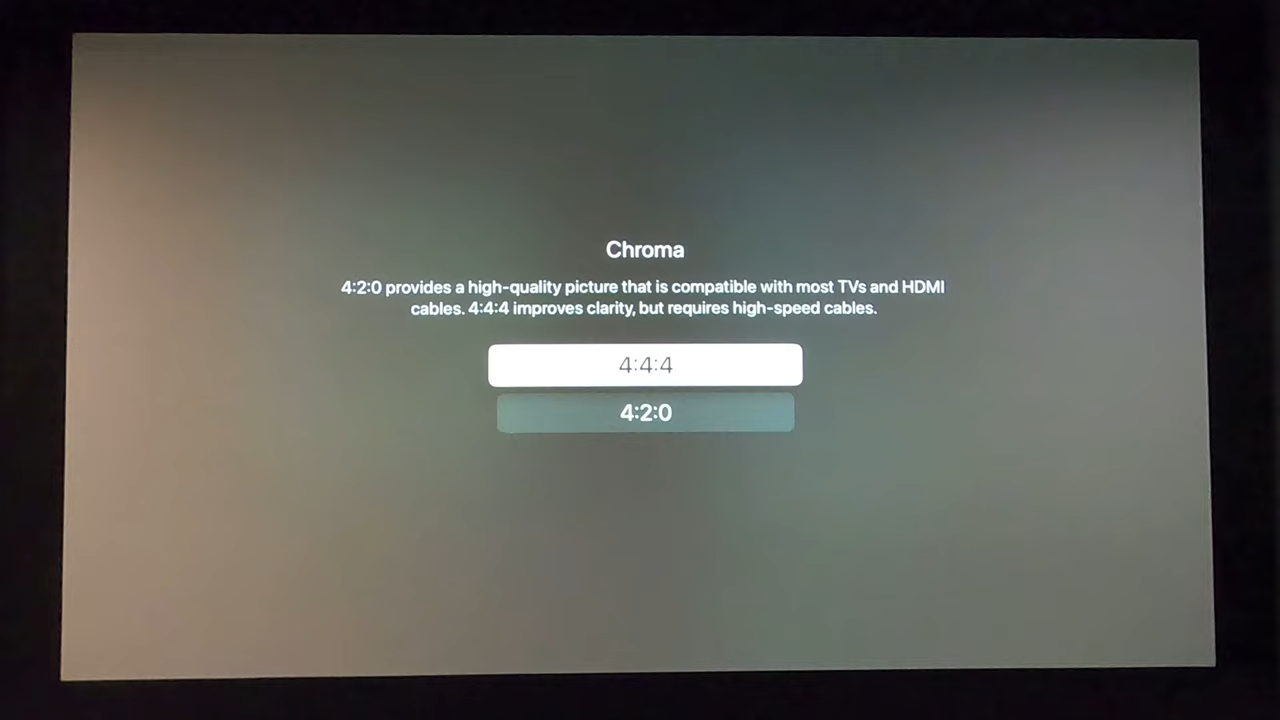 Chroma
4:2:0 provides a high-quality picture that is compatible with most TVs and HDMI
cables. 4:4:4 improves clarity, but requires high-speed cables.
4:4:4
4:2:0